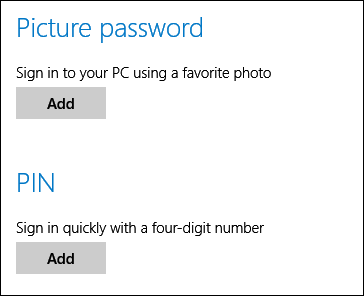 Picture password
Sign in to your PC using a favorite photo
Add
PIN
Sign in quickly with a four-digit number
Add